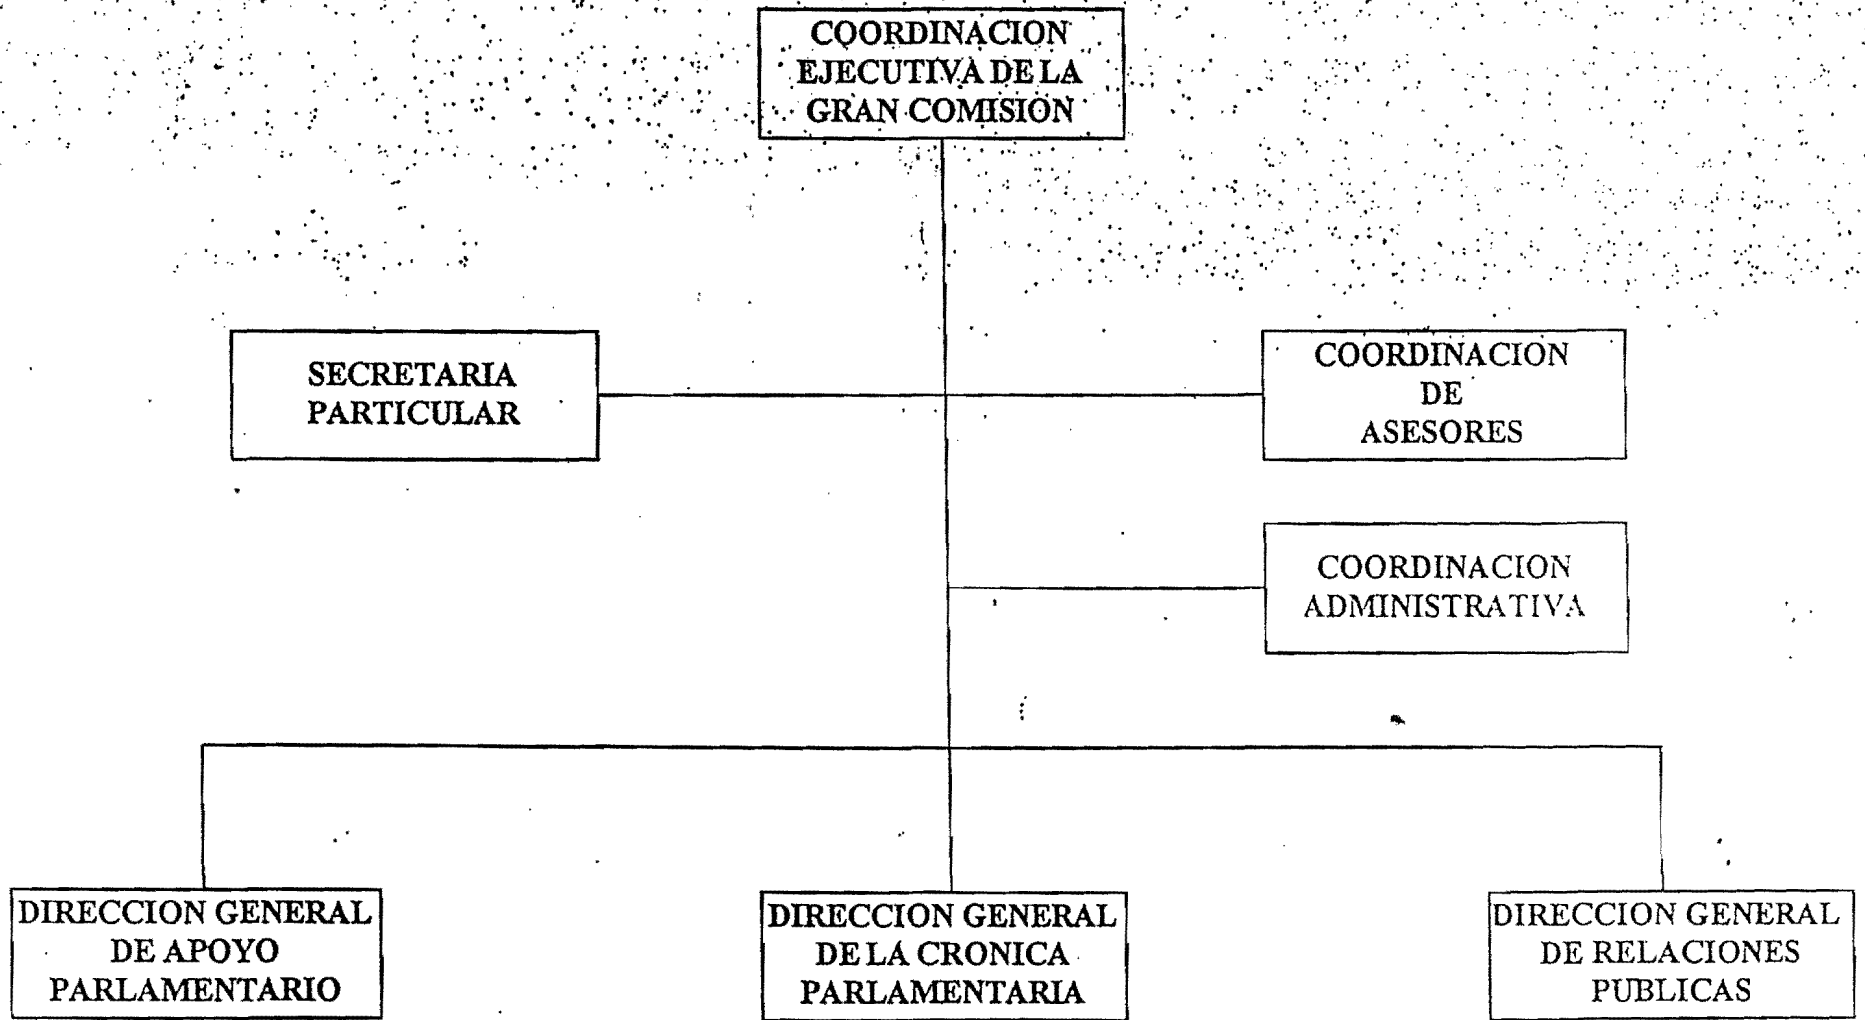 COORDINACION
EJECUTIVA DE LA
GRAN COMISION
SECRETARIA
PARTICULAR
COORDINACION
DE
ASESORES
COORDINACION
ADMINISTRATIVA
DIRECCION GENERAL
DE APOYO
PARLAMENTARIO
DIRECCION GENERAL
DE LA CRONICA
PARLAMENTARIA
DIRECCION GENERAL
DE RELACIONES
PUBLICAS